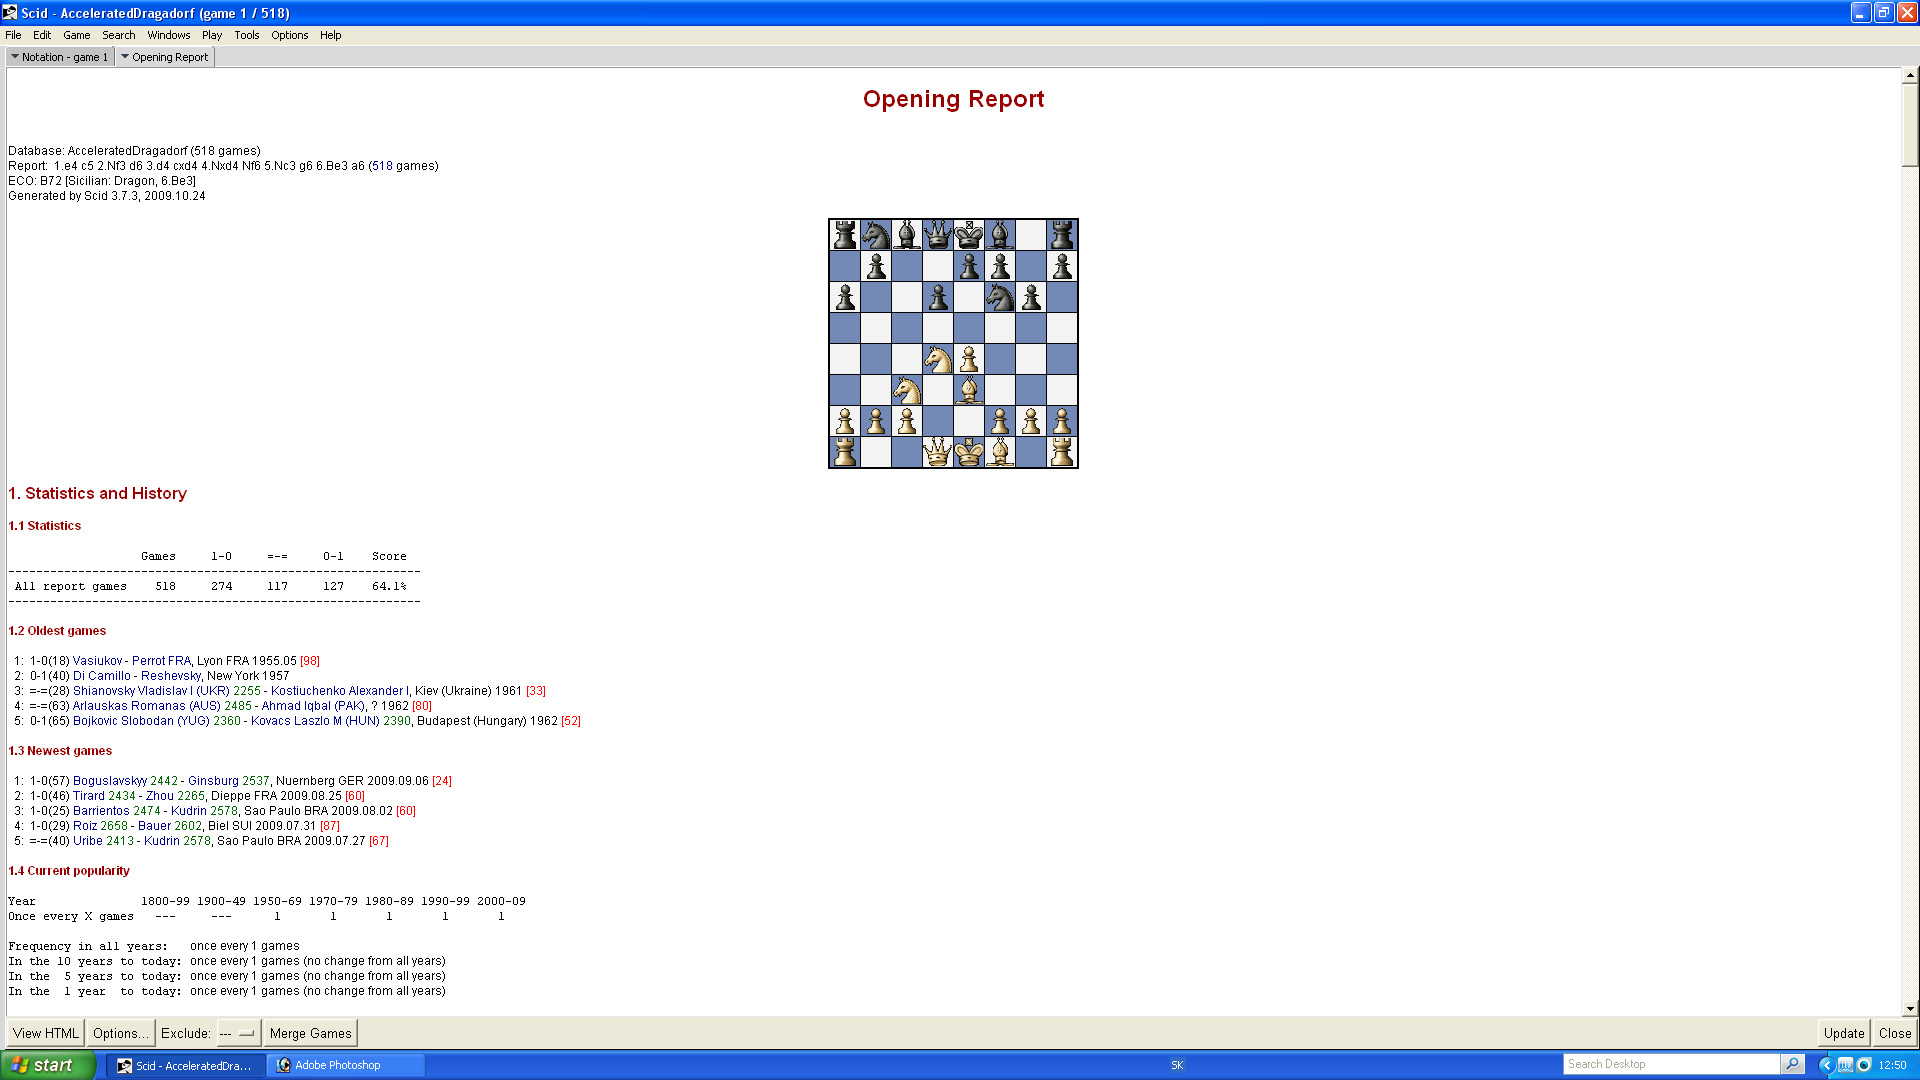 Scid - AcceleratedDragadorf (game 1 / 518)
File Edit Game Search Windows Play Tools Options Help
Notation - game 1 Opening Report
Opening Report
Database: AcceleratedDragadorf (518 games)
Report: 1.e4 c5 2.Nf3 d6 3.d4 cxd4 4.Nxd4 Nf6 5.Nc3 g6 6.Be3 a6 (518 games)
ECO: B72 [Sicilian: Dragon, 6.Be3]
Generated by Scid 3.7.3, 2009.10.24
1. Statistics and History
1.1 Statistics
Games 1-0 =-= 0-1 Score
All report games 518 274 117 127 64.1%
1.2 Oldest games
1: 1-0(18) Vasiukov - Perrot FRA, Lyon FRA 1955.05 [98]
2: 0-1(40) Di Camillo - Reshevsky, New York 1957
3: =-=(28) Shianovsky Vladislav I (UKR) 2255 - Kostiuchenko Alexander I, Kiev (Ukraine) 1961 [33]
4: =-=(63) Arlauskas Romanas (AUS) 2485 - Ahmad Iqbal (PAK), ? 1962 [80]
5: 0-1(65) Bojkovic Slobodan (YUG) 2360 - Kovacs Laszlo M (HUN) 2390, Budapest (Hungary) 1962 [52]
1.3 Newest games
1: 1-0(57) Boguslavskyy 2442 - Ginsburg 2537, Nuernberg GER 2009.09.06 [24]
2: 1-0(46) Tirard 2434 - Zhou 2265, Dieppe FRA 2009.08.25 [60]
3: 1-0(25) Barrientos 2474 - Kudrin 2578, Sao Paulo BRA 2009.08.02 [60]
4: 1-0(29) Roiz 2658 - Bauer 2602, Biel SUI 2009.07.31 [87]
5: =-=(40) Uribe 2413 - Kudrin 2578, Sao Paulo BRA 2009.07.27 [67]
1.4 Current popularity
Year 1800-99 1900-49 1950-69 1970-79 1980-89 1990-99 2000-09
Once every X games --- --- 1 1 1 1 1
Frequency in all years: once every 1 games
In the 10 years to today: once every 1 games (no change from all years)
In the 5 years to today: once every 1 games (no change from all years)
In the 1 year to today: once every 1 games (no change from all years)
View HTML Options... Exclude: --- Merge Games Update Close
start Scid - AcceleratedDra... Adobe Photoshop SK Search Desktop 12:50